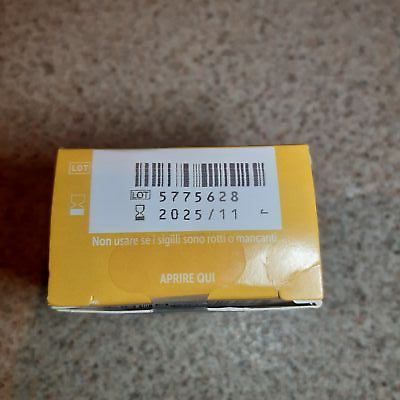 LOT
LOT 5775628
2025/11
Non usare se i sigilli sono rotti o mancanti
APRIRE QUI